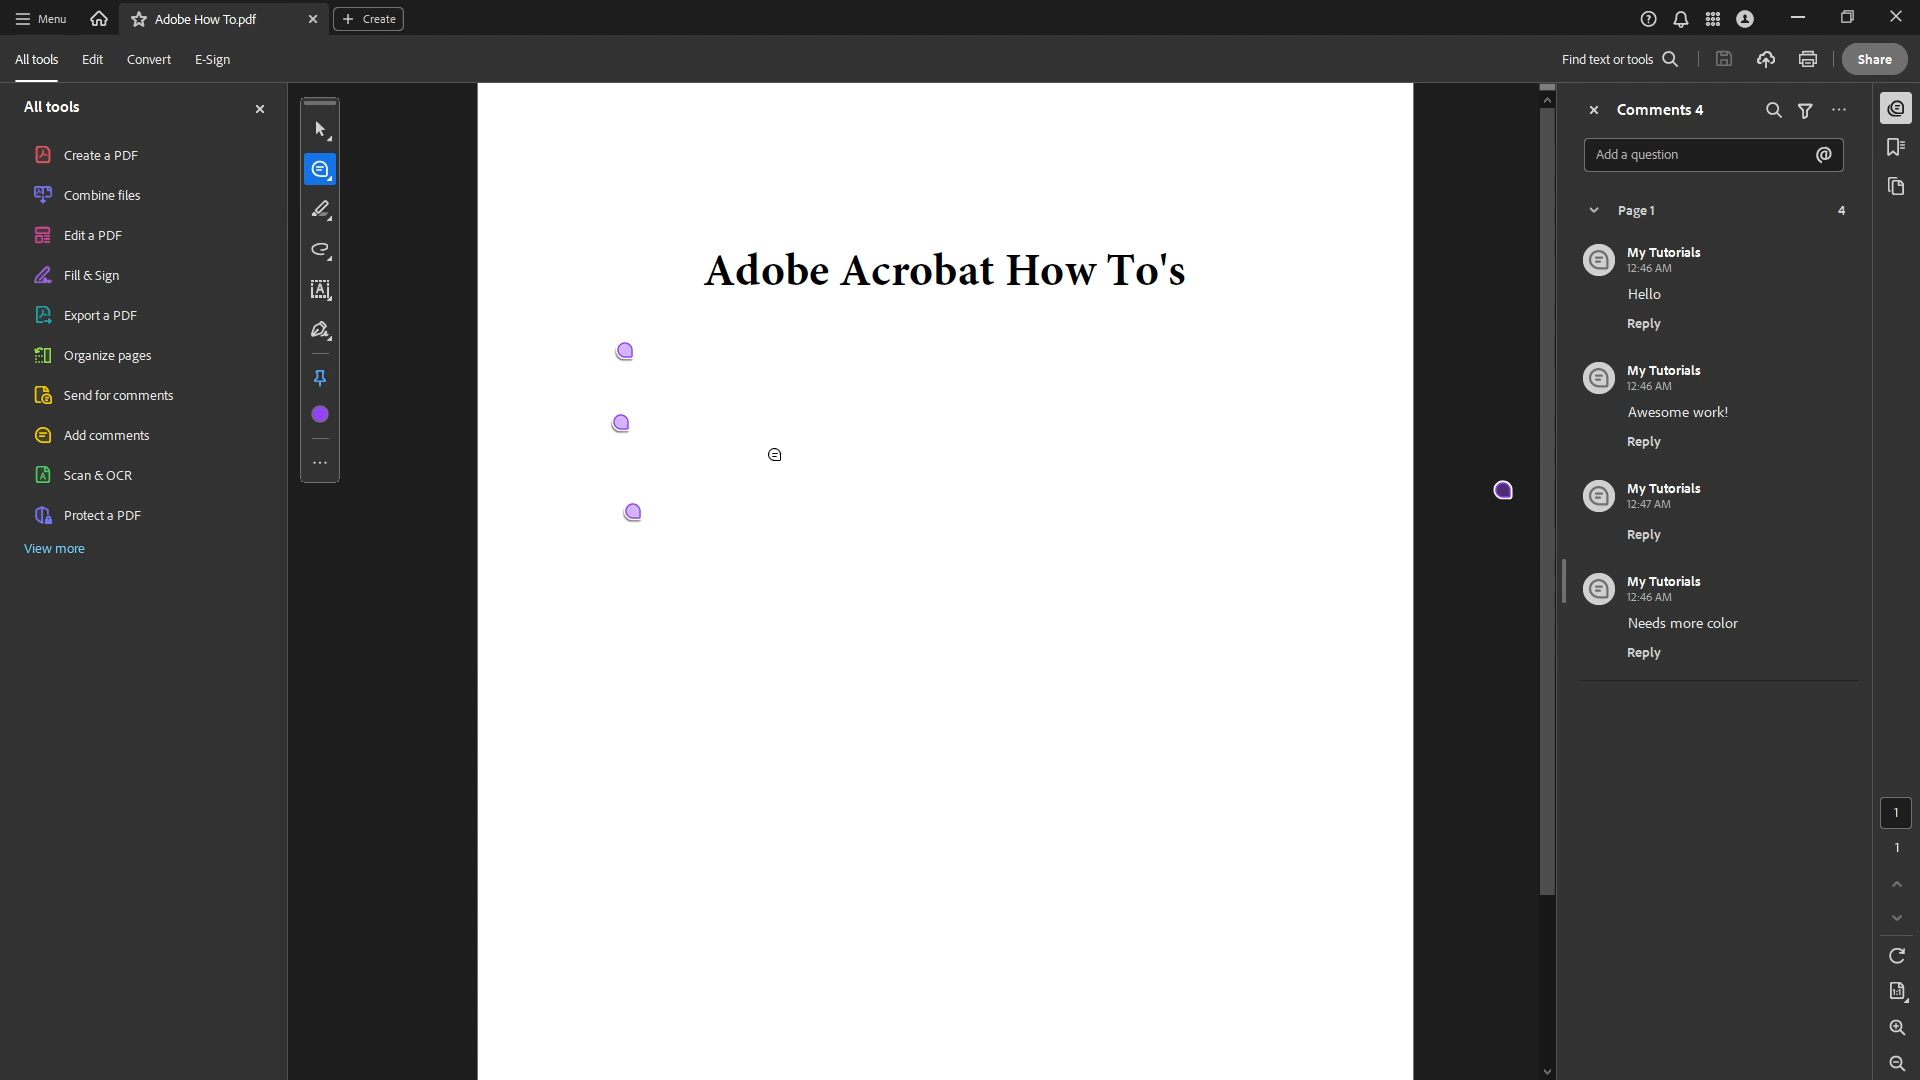 Menu
Adobe How To.pdf
Create
All tools
Edit
Convert
E-Sign
Find text or tools
Share
All tools
Create a PDF
Combine files
Edit a PDF
Fill & Sign
Export a PDF
Organize pages
Send for comments
Add comments
Scan & OCR
Protect a PDF
View more
Adobe Acrobat How To's
Comments 4
Add a question
@
Page 1
4
My Tutorials
12:46 AM
Hello
Reply
My Tutorials
12:46 AM
Awesome work!
Reply
My Tutorials
12:47 AM
Reply
My Tutorials
12:46 AM
Needs more color
Reply
1
1